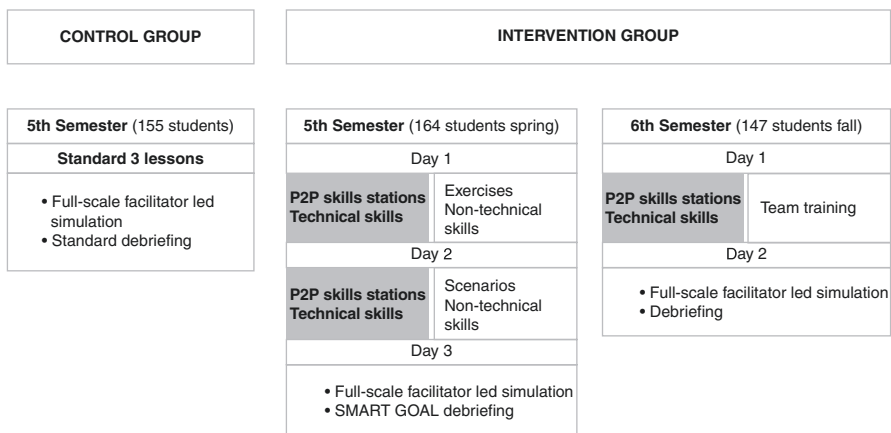 CONTROL GROUP
INTERVENTION GROUP
5th Semester (155 students)
Standard 3 lessons
• Full-scale facilitator led
simulation
• Standard debriefing
5th Semester (164 students spring)
Day 1
P2P skills stations
Technical skills
Exercises
Non-technical
skills
Day 2
P2P skills stations
Technical skills
Scenarios
Non-technical
skills
Day 3
• Full-scale facilitator led simulation
• SMART GOAL debriefing
6th Semester (147 students fall)
Day 1
P2P skills stations
Technical skills
Team training
Day 2
• Full-scale facilitator led simulation
• Debriefing